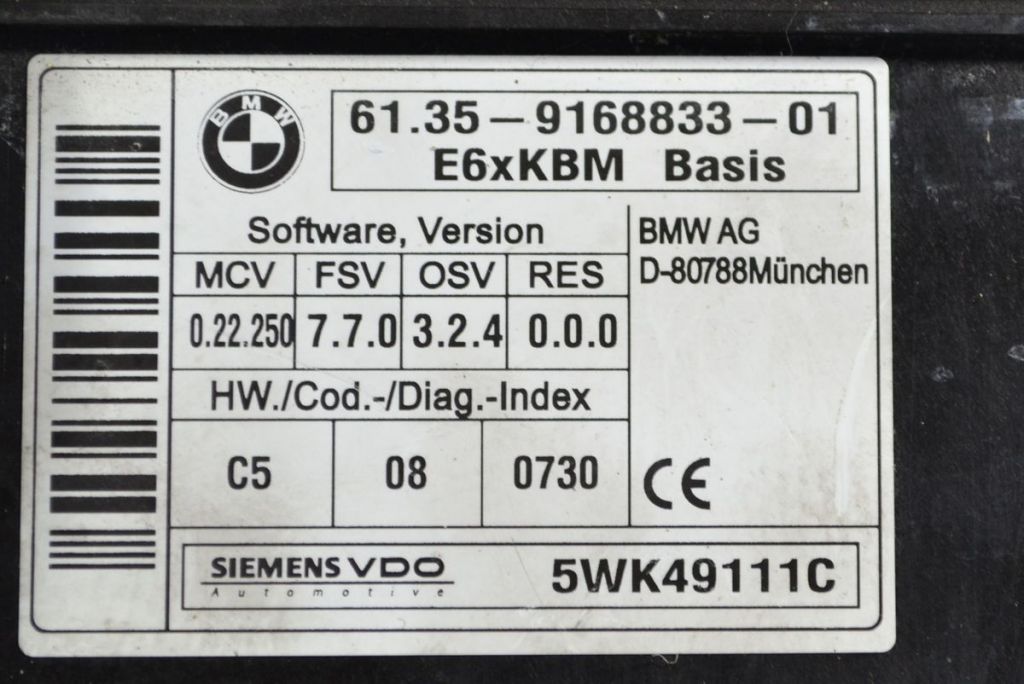 BMW
61.35-9168833-01
E6xKBM Basis
Software, Version
MCV FSV OSV RES
0.22.250 7.7.0 3.2.4 0.0.0
HW./Cod.-/Diag.-Index
C5 08 0730
BMW AG
D-80788München
CE
SIEMENS VDO
Automotive
5WK49111C